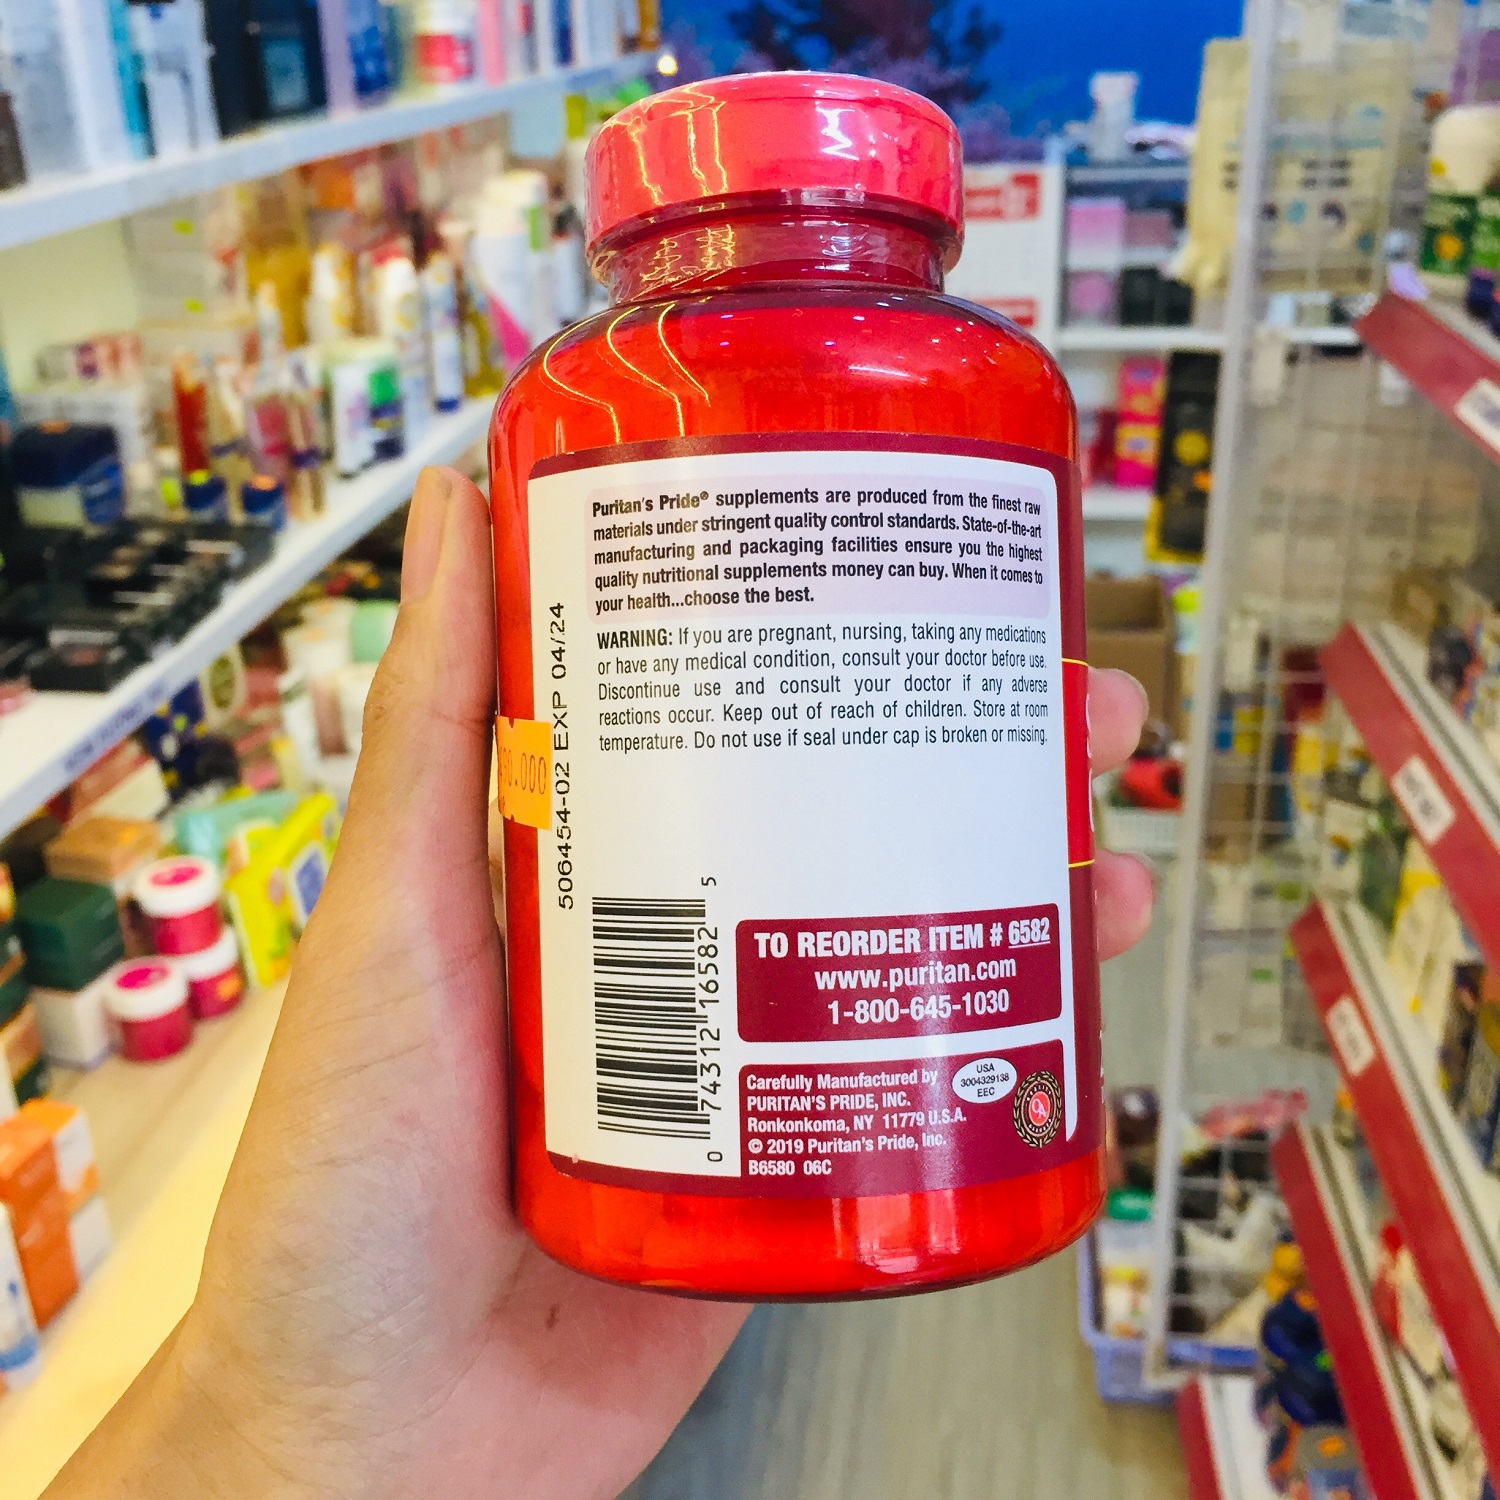 Puritan's Pride® supplements are produced from the finest raw
materials under stringent quality control standards. State-of-the-art
manufacturing and packaging facilities ensure you the highest
quality nutritional supplements money can buy. When it comes to
your health...choose the best.
WARNING: If you are pregnant, nursing, taking any medications
or have any medical condition, consult your doctor before use.
Discontinue use and consult your doctor if any adverse
reactions occur. Keep out of reach of children. Store at room
temperature. Do not use if seal under cap is broken or missing.
506454-02 EXP 04/24
0 74312 16582 5
TO REORDER ITEM # 6582
www.puritan.com
1-800-645-1030
Carefully Manufactured by
PURITAN'S PRIDE, INC.
Ronkonkoma, NY 11779 U.S.A.
© 2019 Puritan's Pride, Inc.
B6580 06C
USA
3004329138
EEC
QA